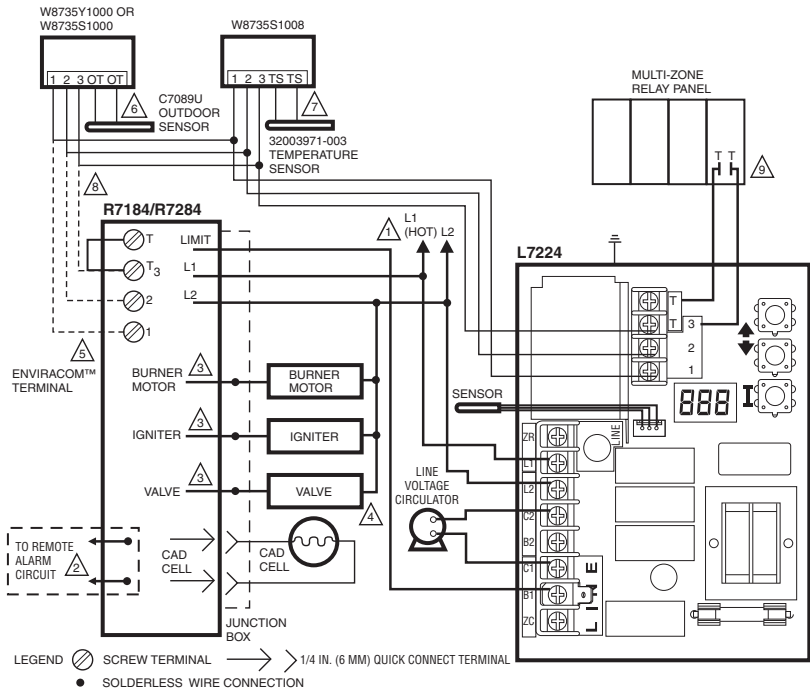 W8735Y1000 OR
W8735S1000
W8735S1008
1 2 3 OT OT
1 2 3 TS TS
6
C7089U
OUTDOOR
SENSOR
7
32003971-003
TEMPERATURE
SENSOR
MULTI-ZONE
RELAY PANEL
T T
9
8
R7184/R7284
1
L1
(HOT) L2
L7224
T
LIMIT
T3
L1
2
L2
1
5
ENVIRACOM™
TERMINAL
T
T 3
2
1
888
SENSOR
LINE
BURNER
MOTOR
3
BURNER
MOTOR
IGNITER
3
IGNITER
VALVE
3
VALVE
4
LINE
VOLTAGE
CIRCULATOR
ZR
L1
L2
C2
B2
C1
B1
ZC
LINE
TO REMOTE
ALARM
CIRCUIT
2
CAD
CELL
CAD
CELL
JUNCTION
BOX
LEGEND SCREW TERMINAL 1/4 IN. (6 MM) QUICK CONNECT TERMINAL
SOLDERLESS WIRE CONNECTION